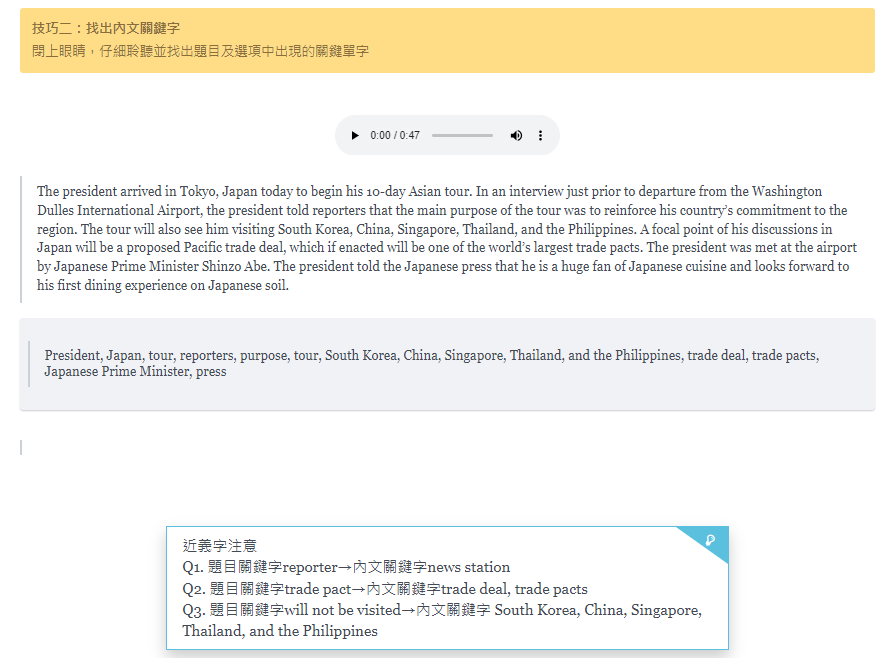 技巧二：找出內文關鍵字
閉上眼睛，仔細聆聽並找出題目及選項中出現的關鍵單字
0:00 / 0:47
The president arrived in Tokyo, Japan today to begin his 10-day Asian tour. In an interview just prior to departure from the Washington
Dulles International Airport, the president told reporters that the main purpose of the tour was to reinforce his country’s commitment to the
region. The tour will also see him visiting South Korea, China, Singapore, Thailand, and the Philippines. A focal point of his discussions in
Japan will be a proposed Pacific trade deal, which if enacted will be one of the world’s largest trade pacts. The president was met at the airport
by Japanese Prime Minister Shinzo Abe. The president told the Japanese press that he is a huge fan of Japanese cuisine and looks forward to
his first dining experience on Japanese soil.
President, Japan, tour, reporters, purpose, tour, South Korea, China, Singapore, Thailand, and the Philippines, trade deal, trade pacts,
Japanese Prime Minister, press
近義字注意
Q1. 題目關鍵字reporter→內文關鍵字news station
Q2. 題目關鍵字trade pact→內文關鍵字trade deal, trade pacts
Q3. 題目關鍵字will not be visited→內文關鍵字 South Korea, China, Singapore,
Thailand, and the Philippines